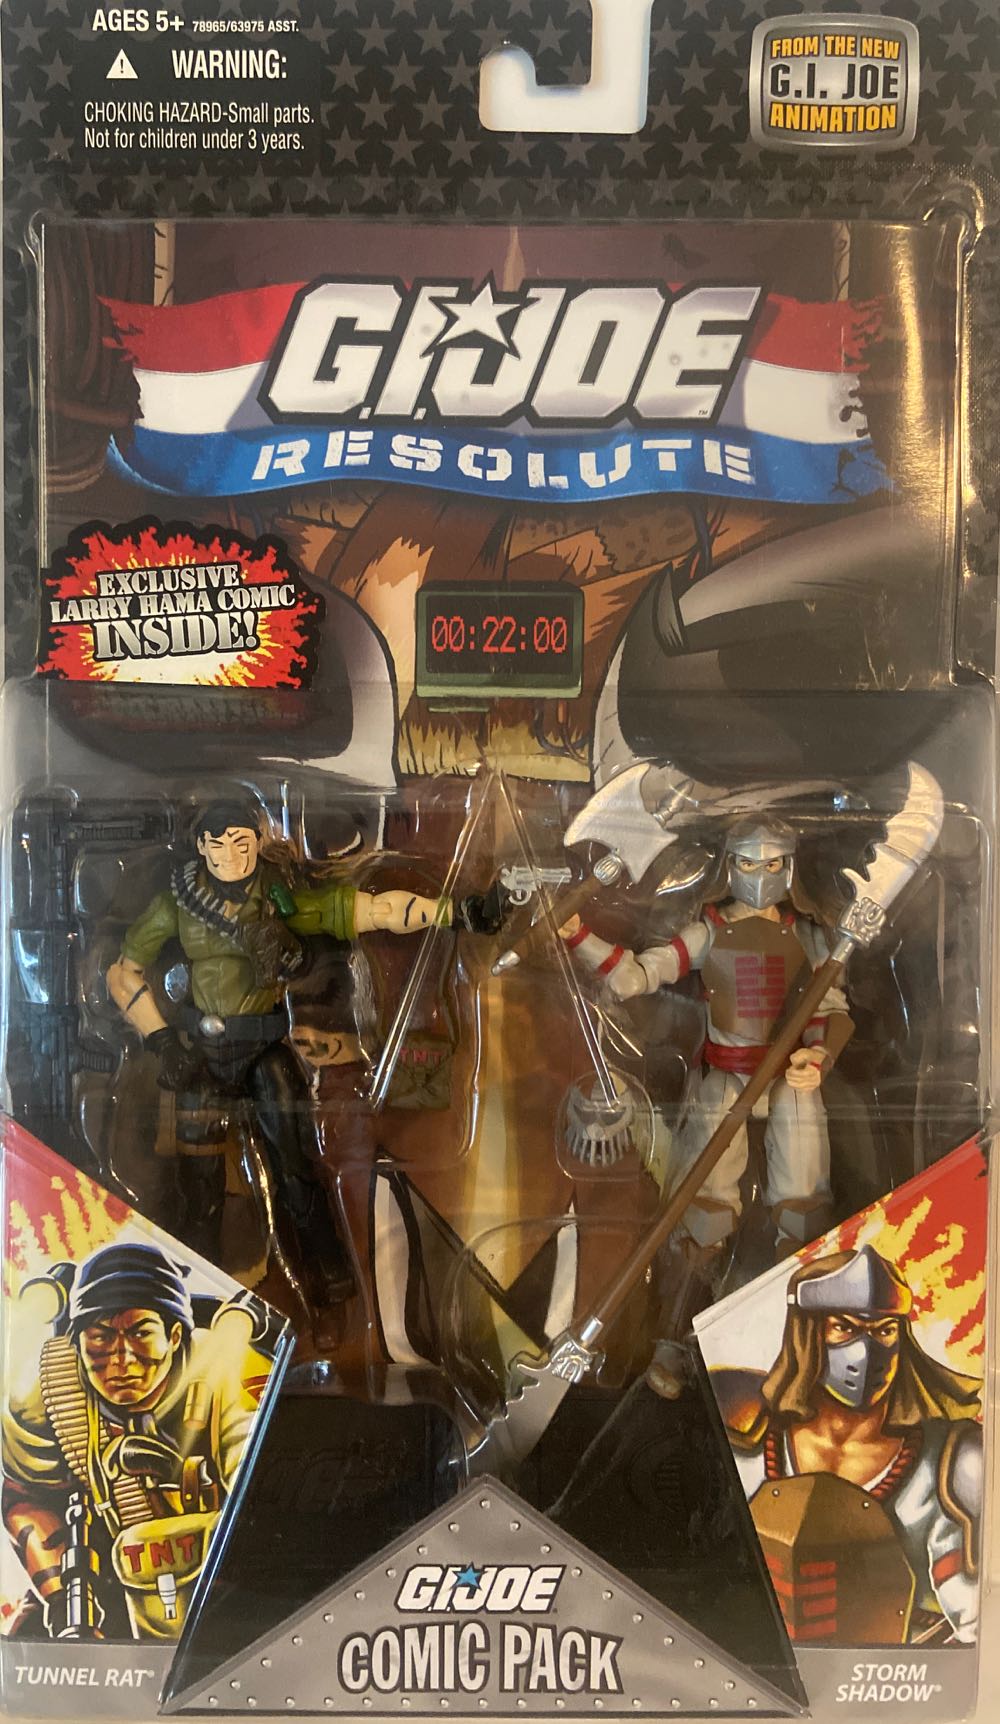 AGES 5+ 78965/63975 ASST.
WARNING:
CHOKING HAZARD-Small parts.
Not for children under 3 years.
FROM THE NEW
G.I. JOE
ANIMATION
G.I. JOE
TM
RESOLUTE
EXCLUSIVE
LARRY HAMA COMIC
INSIDE!
00:22:00
TNT
TNT
G.I. JOE
COMIC PACK
TUNNEL RAT®
STORM
SHADOW®